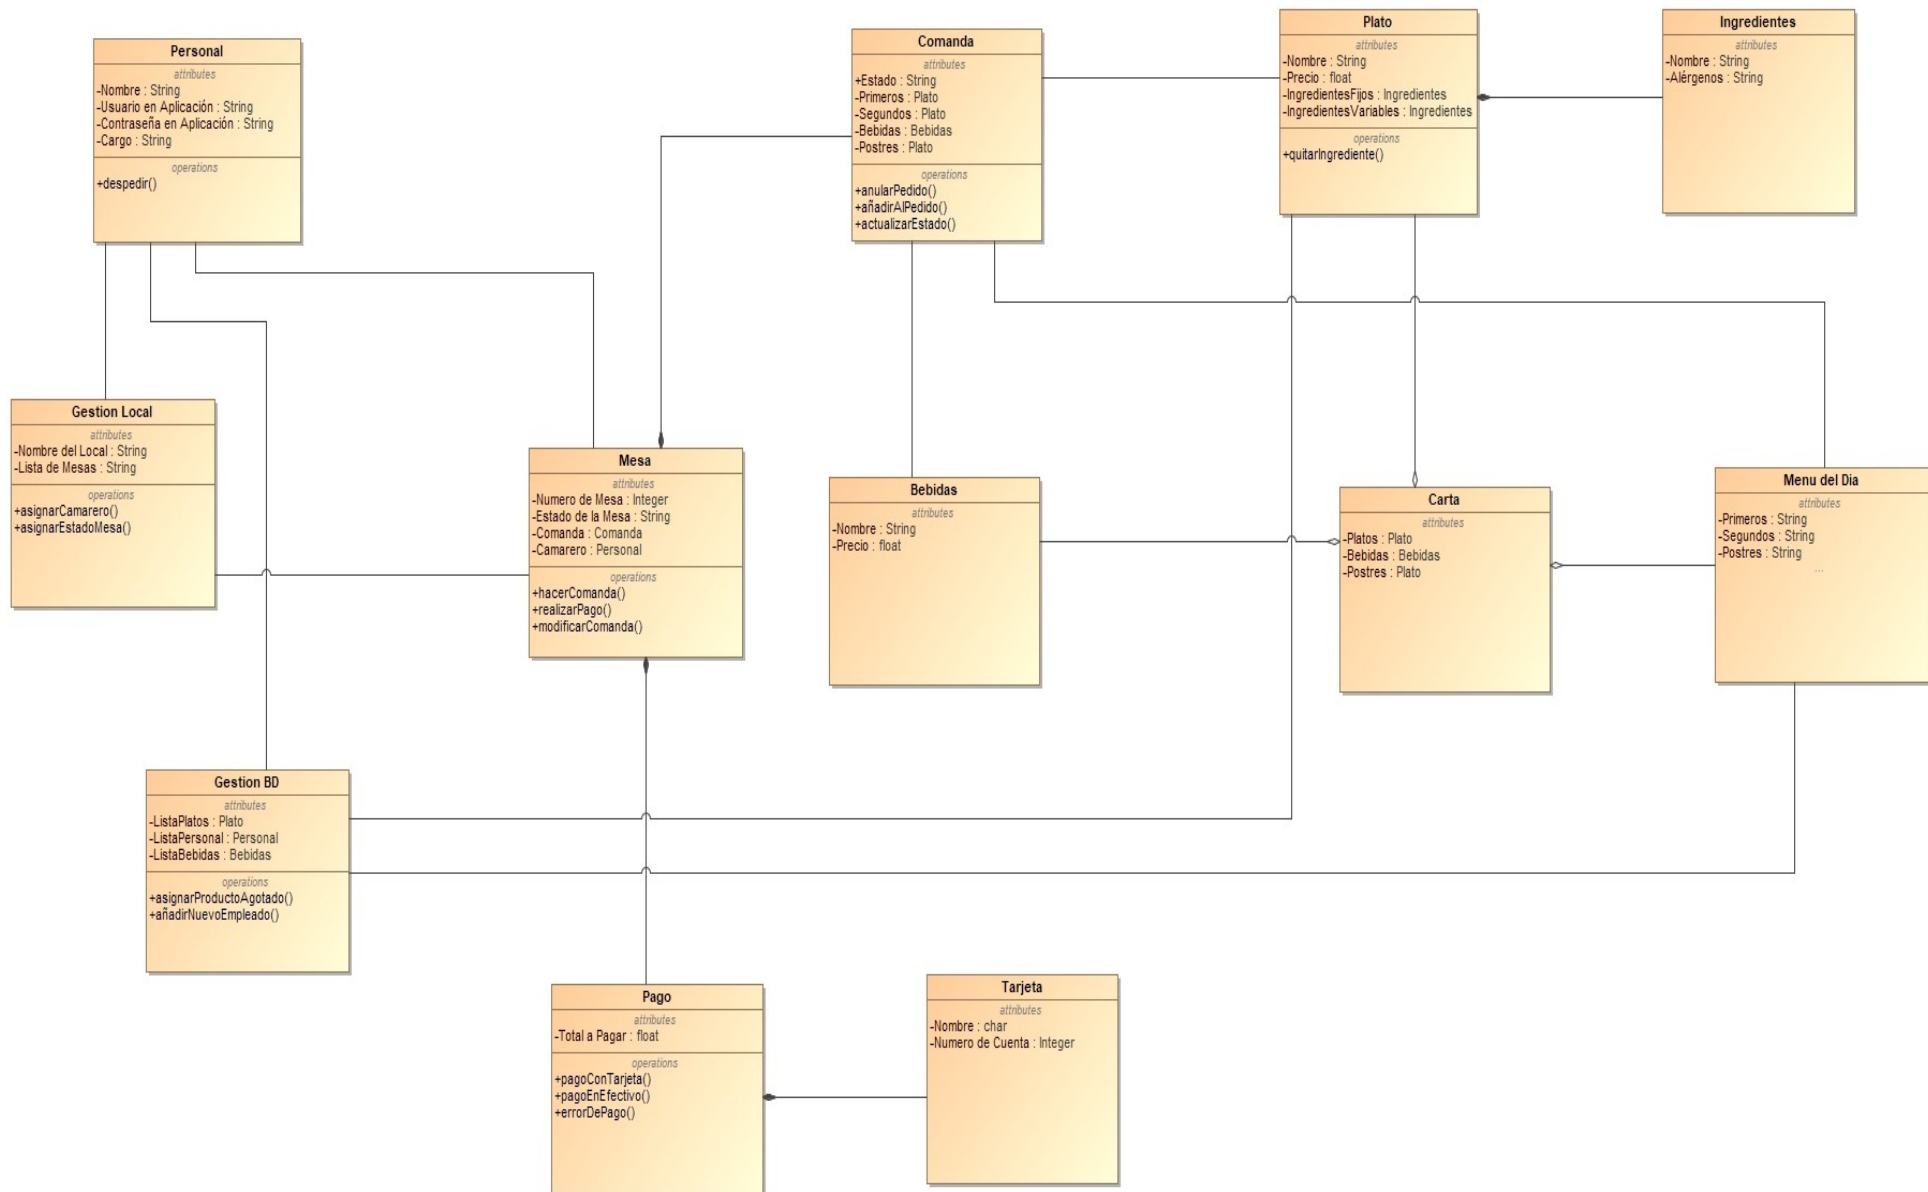 Personal
attributes
-Nombre : String
-Usuario en Aplicación : String
-Contraseña en Aplicación : String
-Cargo : String
operations
+despedir()
Comanda
attributes
+Estado : String
-Primeros : Plato
-Segundos : Plato
-Bebidas : Bebidas
-Postres : Plato
operations
+anularPedido()
+añadirAlPedido()
+actualizarEstado()
Plato
attributes
-Nombre : String
-Precio : float
-IngredientesFijos : Ingredientes
-IngredientesVariables : Ingredientes
operations
+quitarIngrediente()
Ingredientes
attributes
-Nombre : String
-Alérgenos : String
Gestion Local
attributes
-Nombre del Local : String
-Lista de Mesas : String
operations
+asignarCamarero()
+asignarEstadoMesa()
Mesa
attributes
-Numero de Mesa : Integer
-Estado de la Mesa : String
-Comanda : Comanda
-Camarero : Personal
operations
+hacerComanda()
+realizarPago()
+modificarComanda()
Bebidas
attributes
-Nombre : String
-Precio : float
Carta
attributes
-Platos : Plato
-Bebidas : Bebidas
-Postres : Plato
Menu del Dia
attributes
-Primeros : String
-Segundos : String
-Postres : String
...
Gestion BD
attributes
-ListaPlatos : Plato
-ListaPersonal : Personal
-ListaBebidas : Bebidas
operations
+asignarProductoAgotado()
+añadirNuevoEmpleado()
Pago
attributes
-Total a Pagar : float
operations
+pagoConTarjeta()
+pagoEnEfectivo()
+errorDePago()
Tarjeta
attributes
-Nombre : char
-Numero de Cuenta : Integer